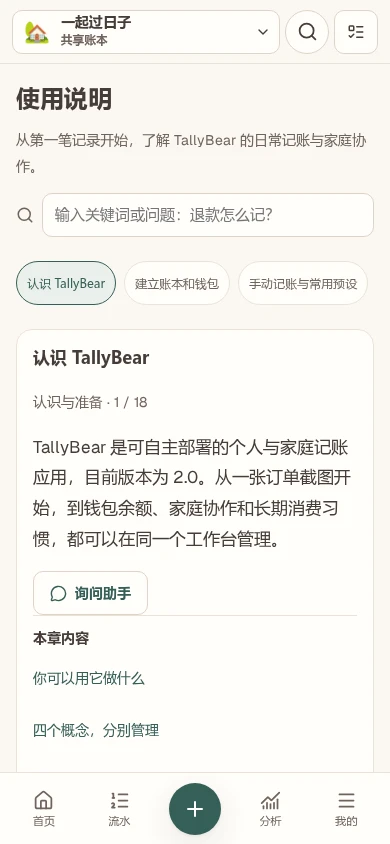 一起过日子
共享账本
使用说明
从第一笔记录开始，了解 TallyBear 的日常记账与家庭协
作。
输入关键词或问题：退款怎么记？
认识 TallyBear
建立账本和钱包
手动记账与常用预设
认识 TallyBear
认识与准备 · 1 / 18
TallyBear 是可自主部署的个人与家庭记账
应用，目前版本为 2.0。从一张订单截图开
始，到钱包余额、家庭协作和长期消费习
惯，都可以在同一个工作台管理。
询问助手
本章内容
你可以用它做什么
四个概念，分别管理
首页
流水
分析
我的